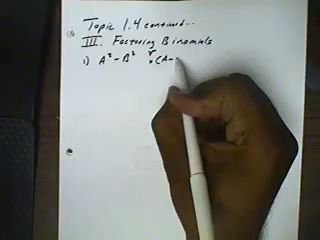 Topic 1.4 continued...
III. Factoring Binomials
1) A² - B² = (A-